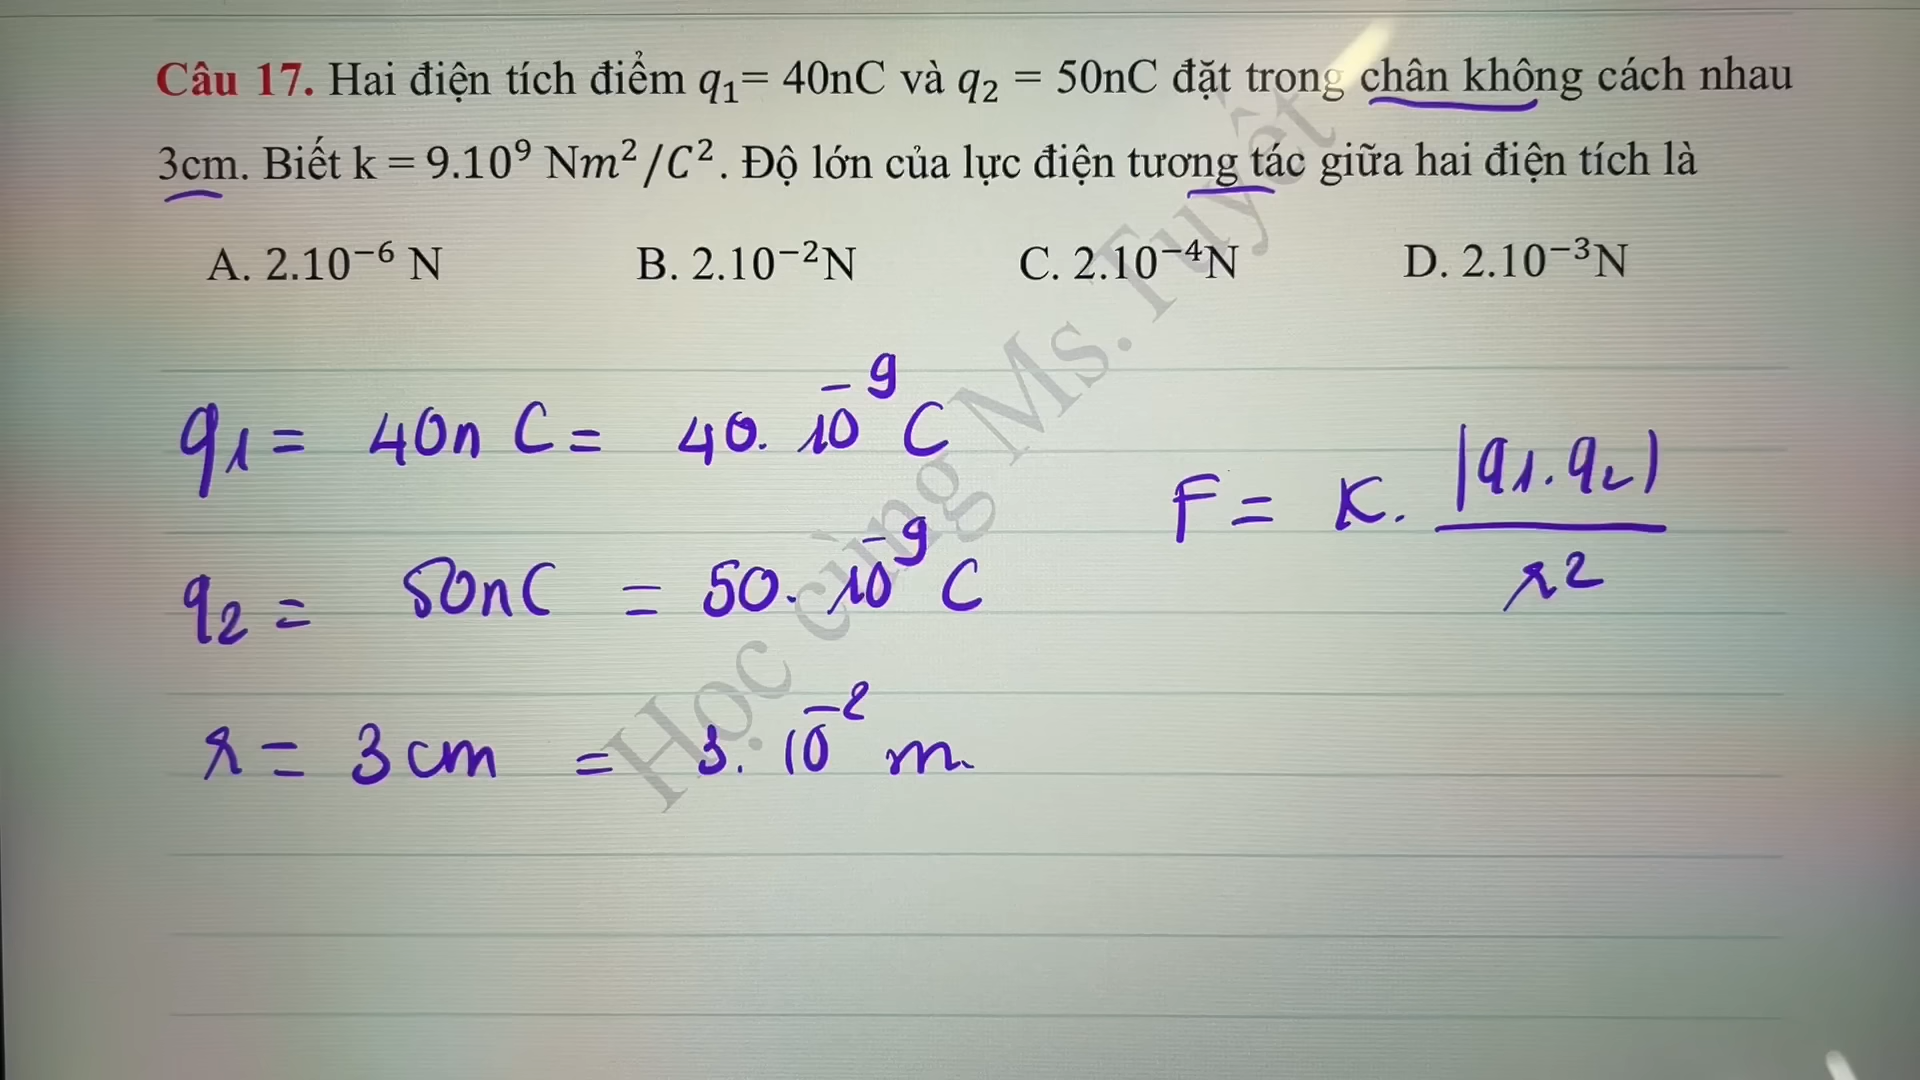 Câu 17. Hai điện tích điểm q₁= 40nC và q₂ = 50nC đặt trong chân không cách nhau
3cm. Biết k = 9.10⁹ Nm²/C². Độ lớn của lực điện tương tác giữa hai điện tích là
A. 2.10⁻⁶ N B. 2.10⁻²N C. 2.10⁻⁴N D. 2.10⁻³N
q₁ = 40nC = 40. 10⁻⁹ C
F = K. |q₁.q₂| / r²
q₂ = 50nC = 50. 10⁻⁹ C
r = 3cm = 3. 10⁻² m.
Học cùng Ms. Tuyết